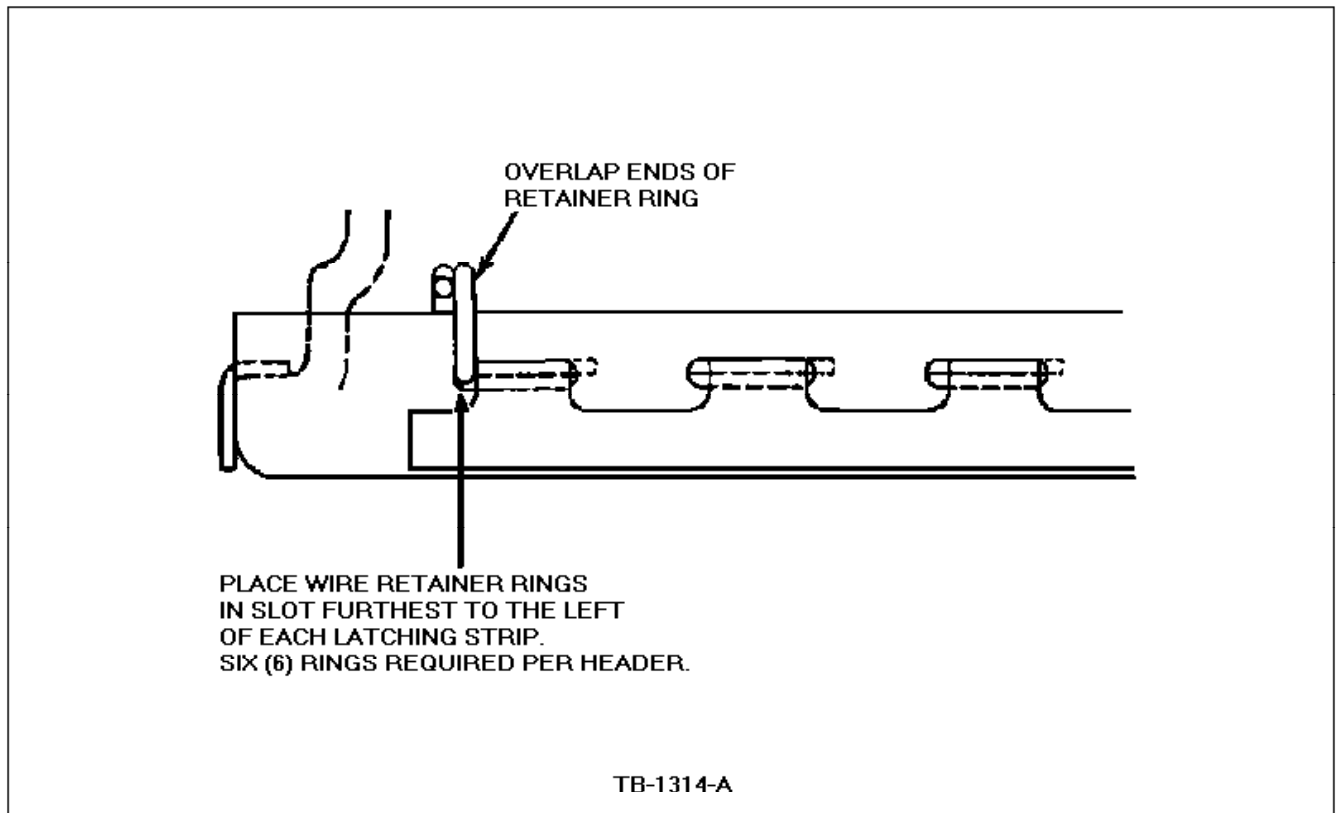 OVERLAP ENDS OF
RETAINER RING
PLACE WIRE RETAINER RINGS
IN SLOT FURTHEST TO THE LEFT
OF EACH LATCHING STRIP.
SIX (6) RINGS REQUIRED PER HEADER.
TB-1314-A